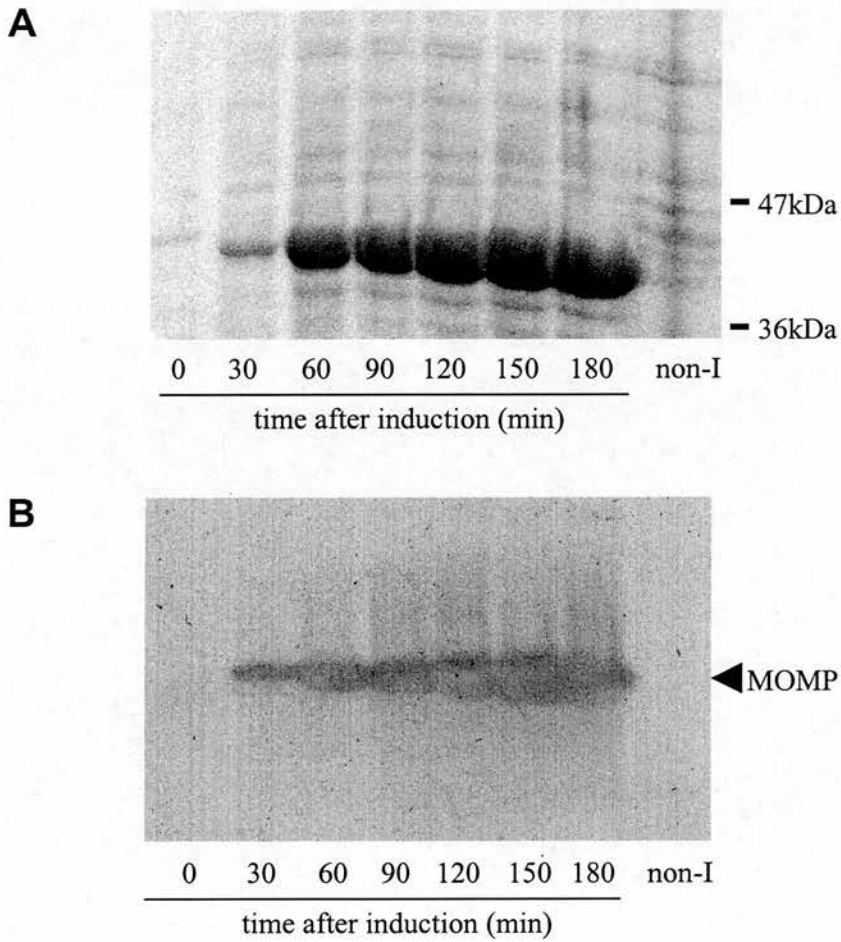 A
47kDa
36kDa
0 30 60 90 120 150 180 non-I
time after induction (min)
B
MOMP
0 30 60 90 120 150 180 non-I
time after induction (min)